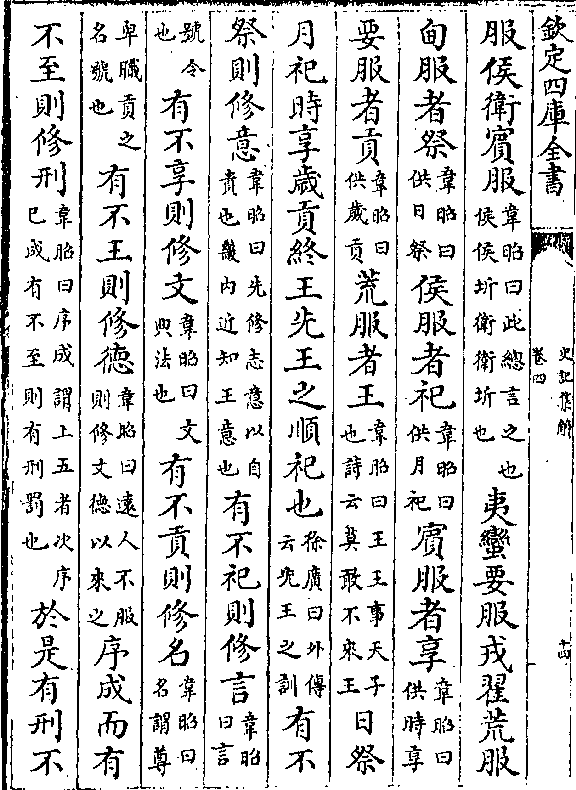 欽定四庫全書
史記集解
卷四
十四
服侯衛賓服韋昭曰此總言之也侯侯圻衛衛圻也夷蠻要服戎翟荒服
甸服者祭韋昭曰供日祭侯服者祀韋昭曰供月祀賓服者享韋昭曰供時享
要服者貢韋昭曰供歲貢荒服者王韋昭曰王王事天子也詩云莫敢不來王日祭
月祀時享歲貢終王先王之順祀也徐廣曰外傳云先王之訓有不
祭則修意韋昭曰先修志意以自責也畿內近知王意也有不祀則修言韋昭曰言
號令也有不享則修文韋昭曰文典法也有不貢則修名韋昭曰名謂尊
卑職貢之名號也有不王則修德韋昭曰遠人不服則修文德以來之序成而有
不至則修刑韋昭曰序成謂上五者次序已成有不至則有刑罰也於是有刑不